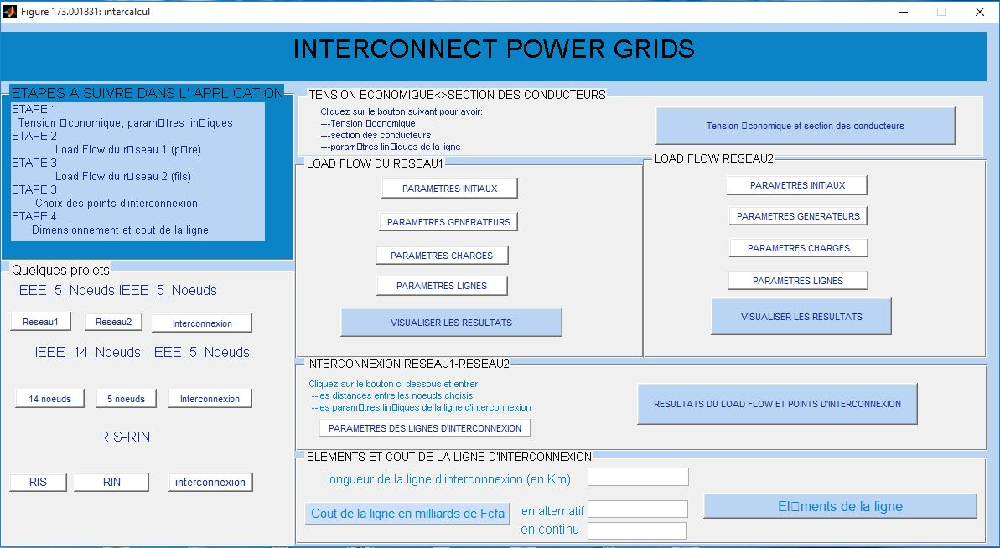 Figure 173.001831: intercalcul
INTERCONNECT POWER GRIDS
ETAPES A SUIVRE DANS L' APPLICATION
ETAPE 1
Tension □conomique, param□tres lin□iques
ETAPE 2
Load Flow du r□seau 1 (p□re)
ETAPE 3
Load Flow du r□seau 2 (fils)
ETAPE 3
Choix des points d'interconnexion
ETAPE 4
Dimensionnement et cout de la ligne
Quelques projets
IEEE_5_Noeuds-IEEE_5_Noeuds
Reseau1 Reseau2 Interconnexion
IEEE_14_Noeuds - IEEE_5_Noeuds
14 noeuds 5 noeuds Interconnexion
RIS-RIN
RIS RIN interconnexion
TENSION ECONOMIQUE<>SECTION DES CONDUCTEURS
Cliquez sur le bouton suivant pour avoir:
---Tension □conomique
---section des conducteurs
---param□tres lin□iques de la ligne
Tension □conomique et section des conducteurs
LOAD FLOW DU RESEAU1
PARAMETRES INITIAUX
PARAMETRES GENERATEURS
PARAMETRES CHARGES
PARAMETRES LIGNES
VISUALISER LES RESULTATS
LOAD FLOW RESEAU2
PARAMETRES INITIAUX
PARAMETRES GENERATEURS
PARAMETRES CHARGES
PARAMETRES LIGNES
VISUALISER LES RESULTATS
INTERCONNEXION RESEAU1-RESEAU2
Cliquez sur le bouton ci-dessous et entrer:
--les distances entre les noeuds choisis
--les param□tres lin□iques de la ligne d'interconnexion
PARAMETRES DES LIGNES D'INTERCONNEXION
RESULTATS DU LOAD FLOW ET POINTS D'INTERCONNEXION
ELEMENTS ET COUT DE LA LIGNE D'INTERCONNEXION
Longueur de la ligne d'interconnexion (en Km)
Cout de la ligne en milliards de Fcfa
en alternatif
en continu
El□ments de la ligne